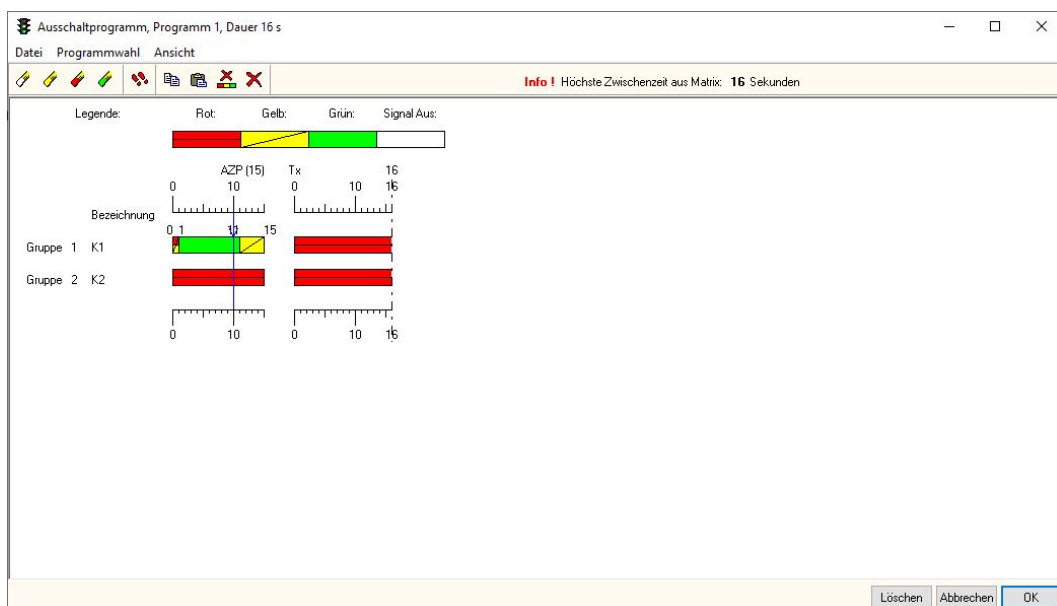 Ausschaltprogramm, Programm 1, Dauer 16 s
Datei Programmwahl Ansicht
Info ! Höchste Zwischenzeit aus Matrix: 16 Sekunden
Legende: Rot: Gelb: Grün: Signal Aus:
AZP (15) Tx 16
0 10 0 10 16
Bezeichnung
0 1 11 15
Gruppe 1 K1
Gruppe 2 K2
0 10 0 10 16
Löschen Abbrechen OK